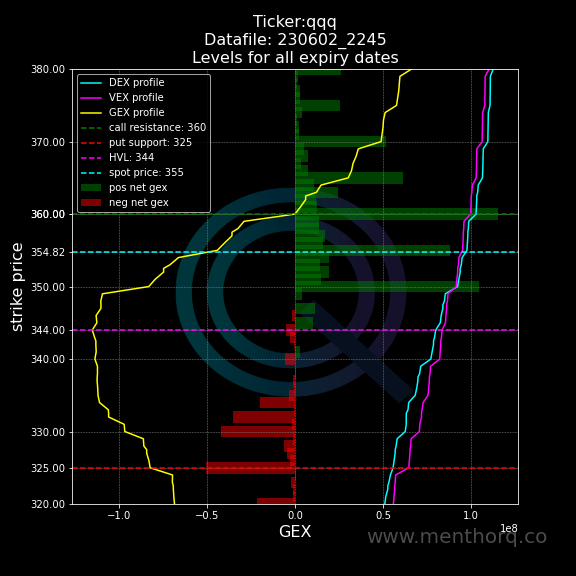 Ticker:qqq
Datafile: 230602_2245
Levels for all expiry dates
DEX profile
VEX profile
GEX profile
call resistance: 360
put support: 325
HVL: 344
spot price: 355
pos net gex
neg net gex
strike price
380.00
370.00
360.00
354.82
350.00
344.00
340.00
330.00
325.00
320.00
−1.0 −0.5 0.0 0.5 1.0
1e8
GEX
www.menthorq.co